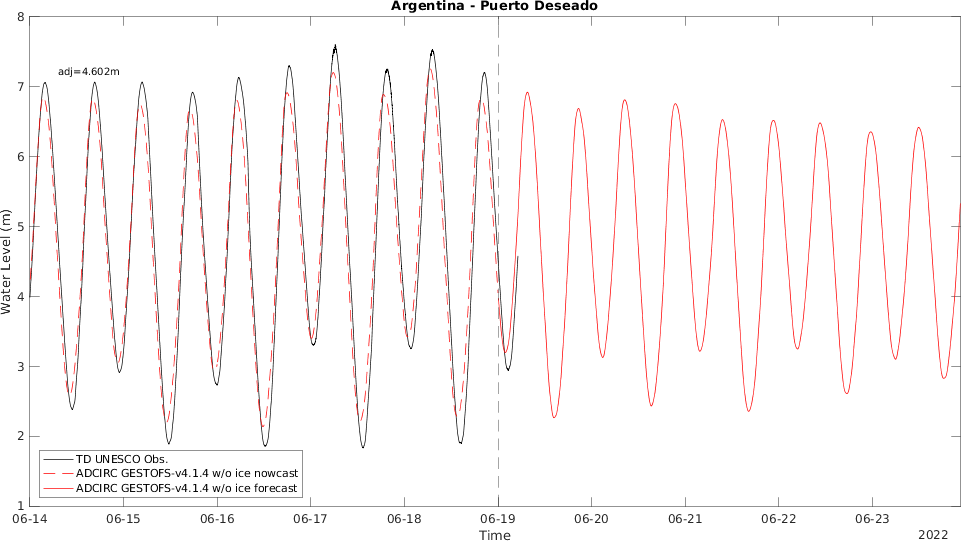 Argentina - Puerto Deseado
8
7
6
5
4
3
2
1
Water Level (m)
adj=4.602m
TD UNESCO Obs.
ADCIRC GESTOFS-v4.1.4 w/o ice nowcast
ADCIRC GESTOFS-v4.1.4 w/o ice forecast
06-14 06-15 06-16 06-17 06-18 06-19 06-20 06-21 06-22 06-23
Time
2022